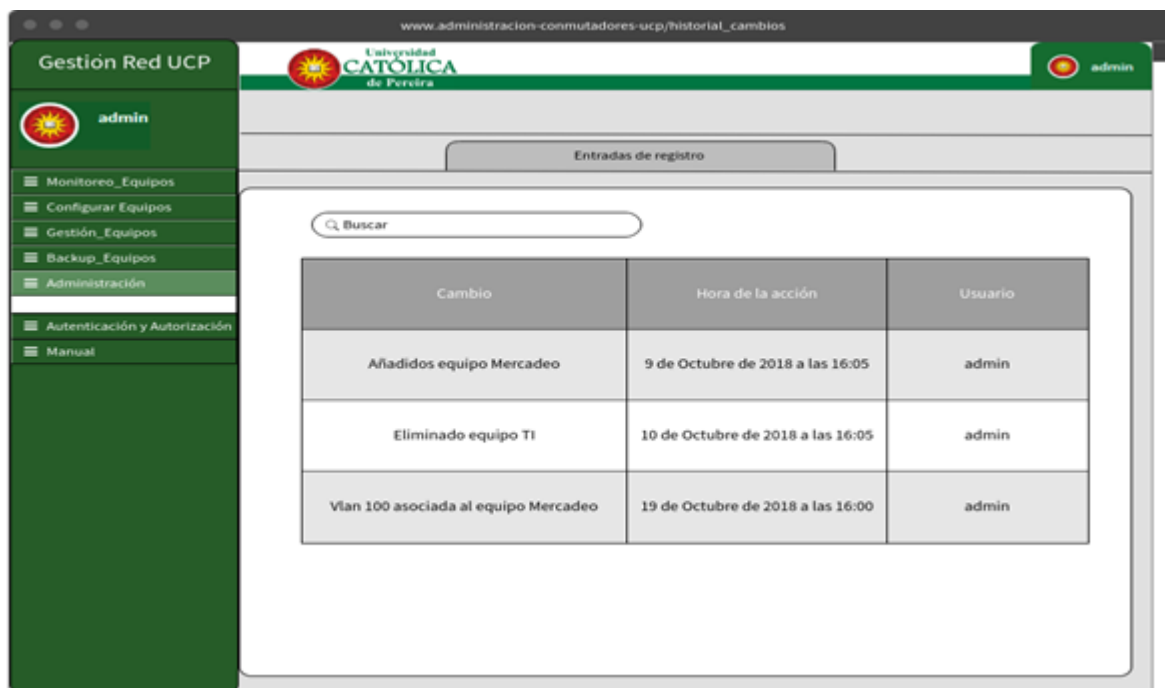 www.administracion-conmutadores-ucp/historial_cambios
Gestión Red UCP
Universidad
CATÓLICA
de Pereira
admin
admin
Entradas de registro
Monitoreo_Equipos
Configurar Equipos
Gestión_Equipos
Backup_Equipos
Administración
Autenticación y Autorización
Manual
Buscar
Cambio Hora de la acción Usuario
Añadidos equipo Mercadeo 9 de Octubre de 2018 a las 16:05 admin
Eliminado equipo TI 10 de Octubre de 2018 a las 16:05 admin
Vlan 100 asociada al equipo Mercadeo 19 de Octubre de 2018 a las 16:00 admin